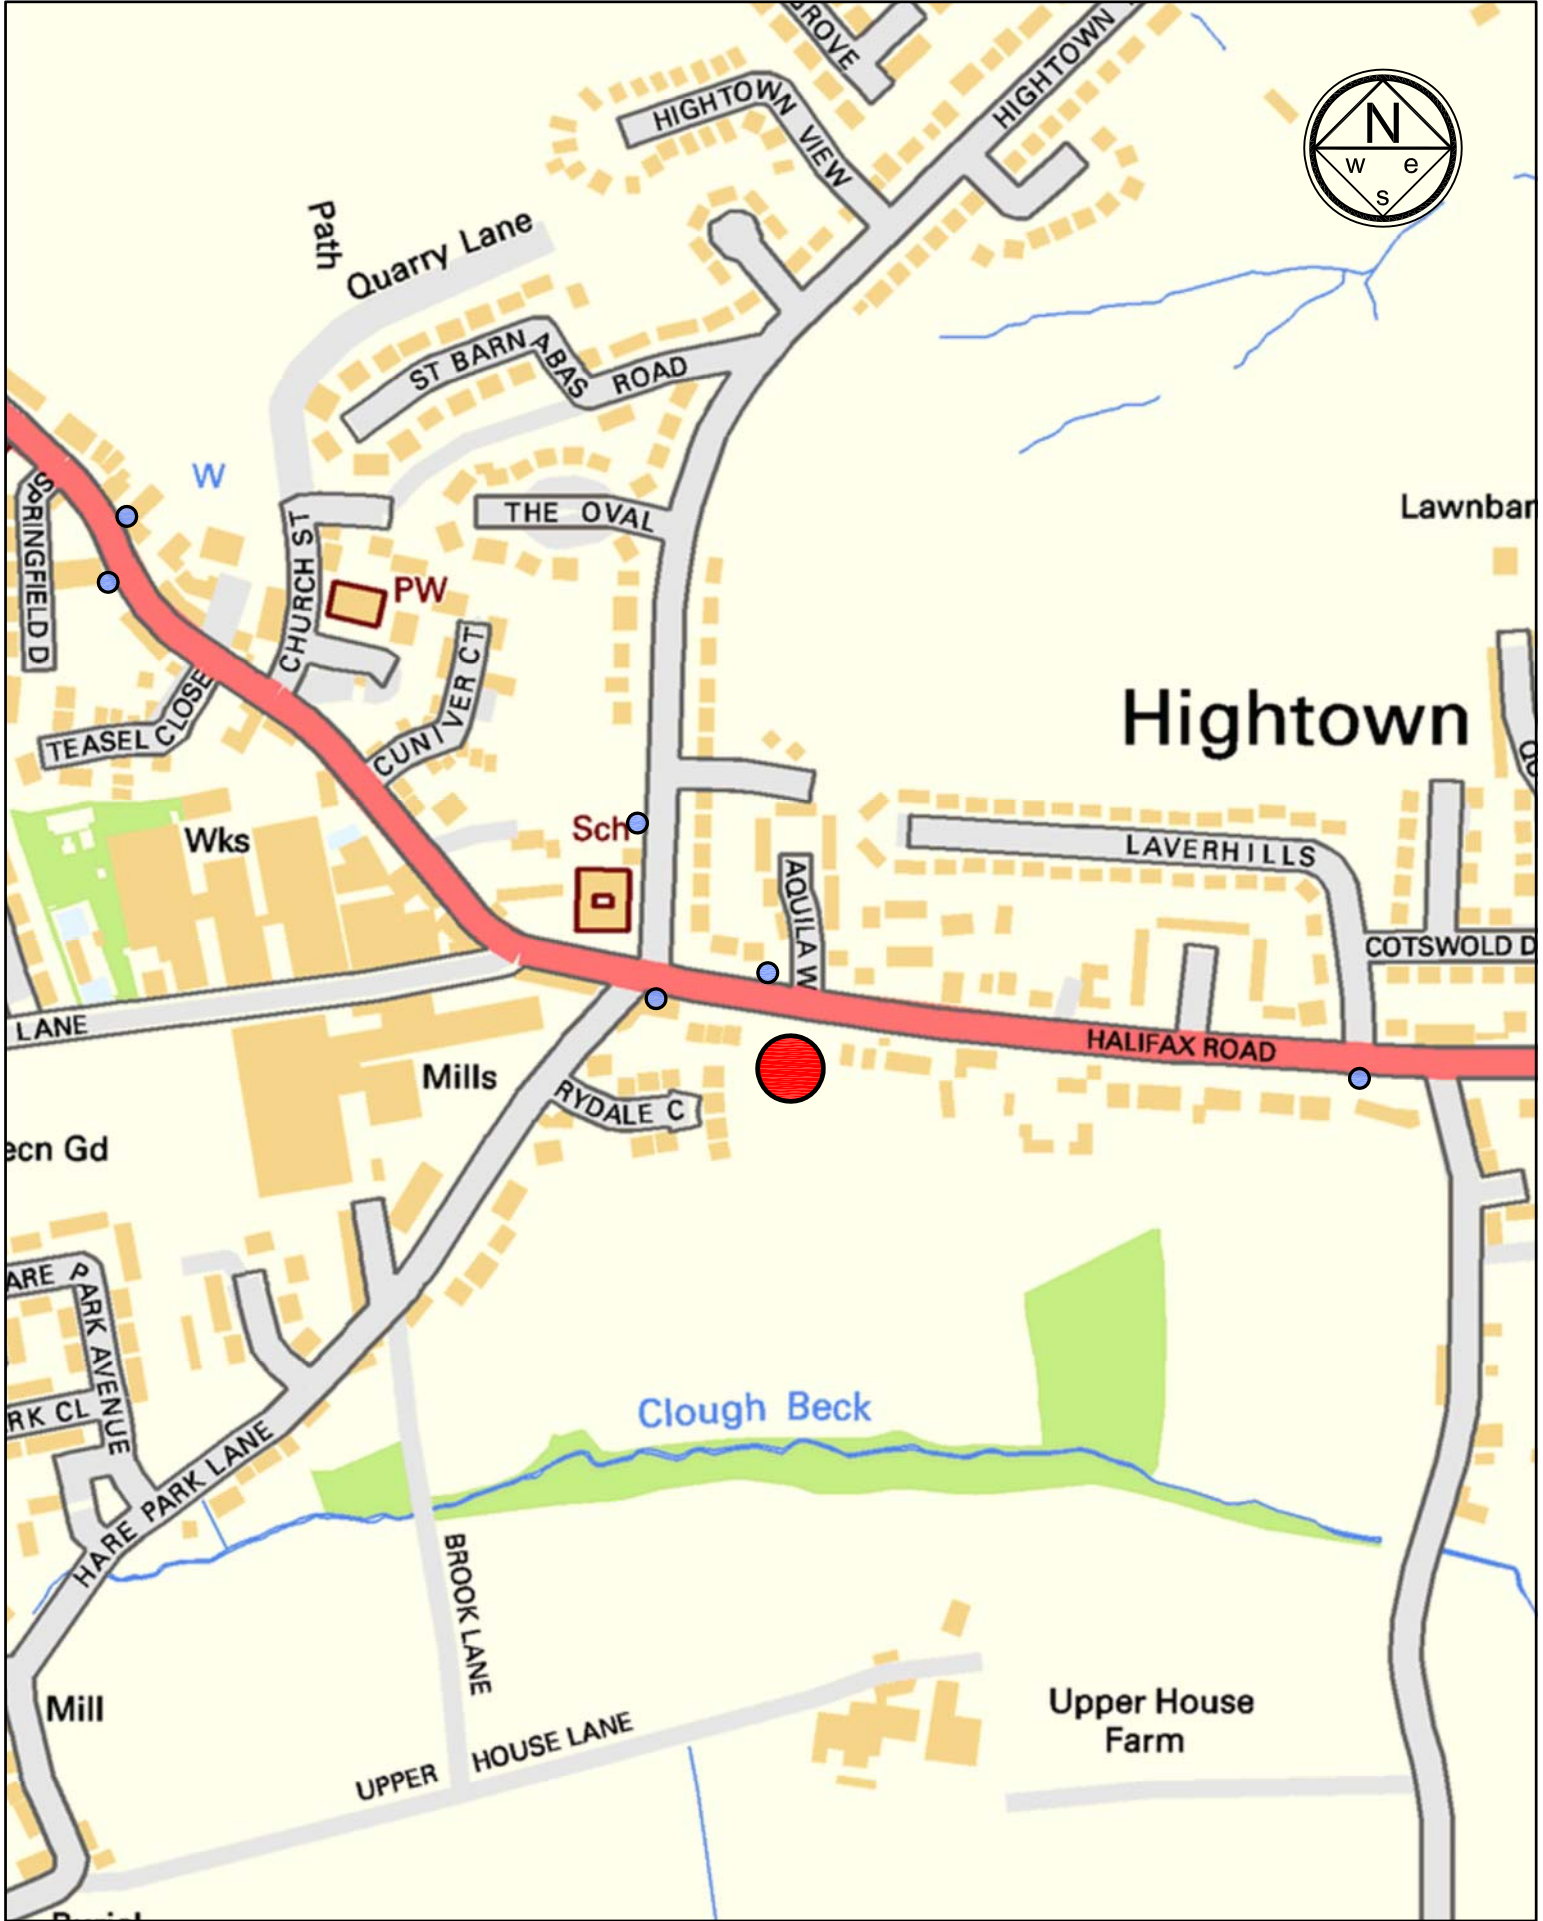 GROVE
HIGHTOWN
HIGHTOWN VIEW
N
w e
s
Path
Quarry Lane
ST BARNABAS ROAD
W
THE OVAL
Lawnbar
SPRINGFIELD D
CHURCH ST
PW
CUNIVER CT
TEASEL CLOSE
Hightown
Wks
Sch
LAVERHILLS
AQUILA W
COTSWOLD D
LANE
HALIFAX ROAD
Mills
RYDALE C
ecn Gd
ARE PARK AVENUE
RK CL
Clough Beck
HARE PARK LANE
BROOK LANE
Mill
Upper House
Farm
UPPER HOUSE LANE